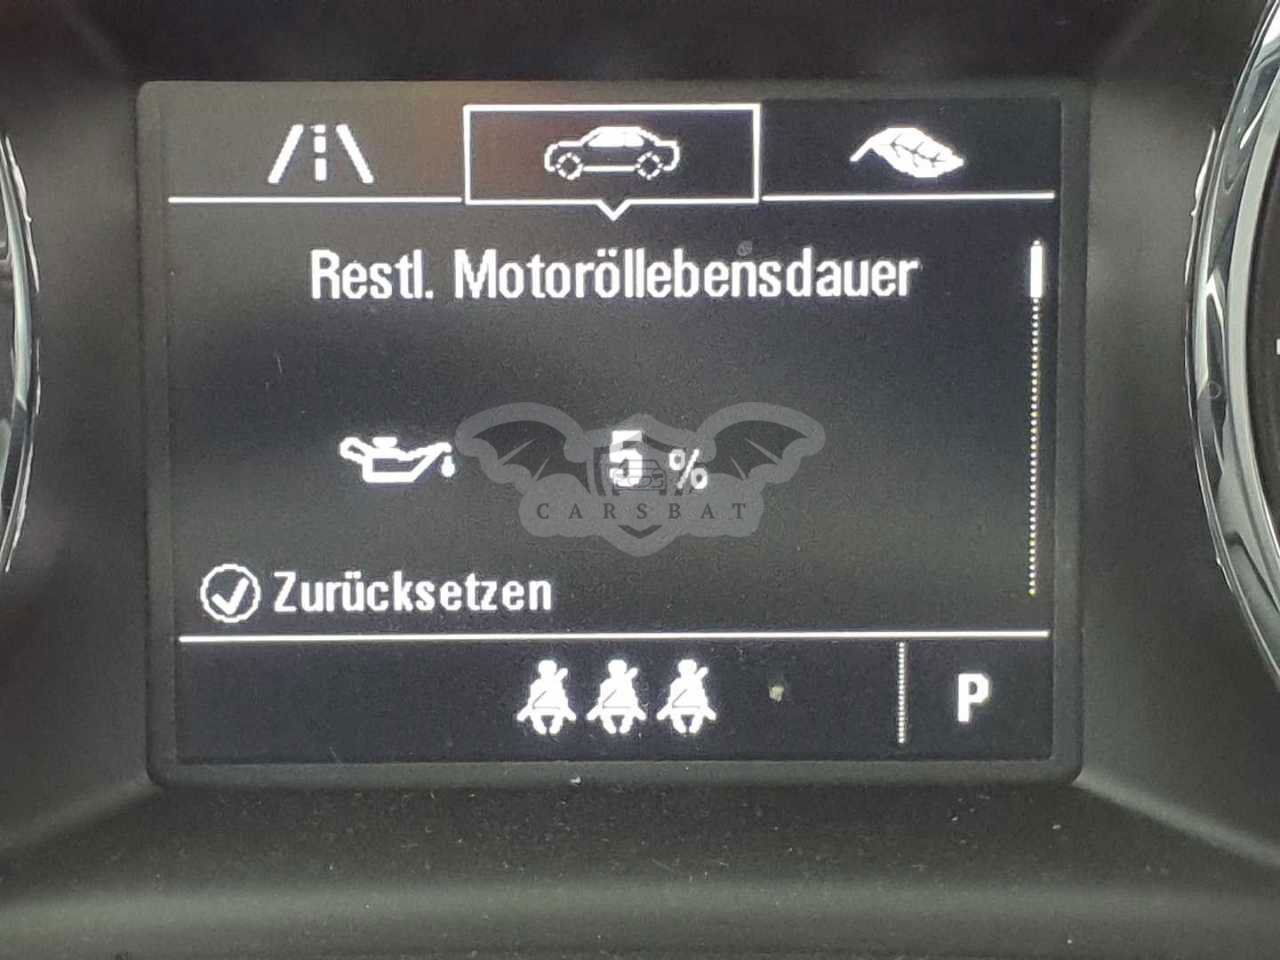 Restl. Motoröllebensdauer
5 %
CARSBAT
Zurücksetzen
P